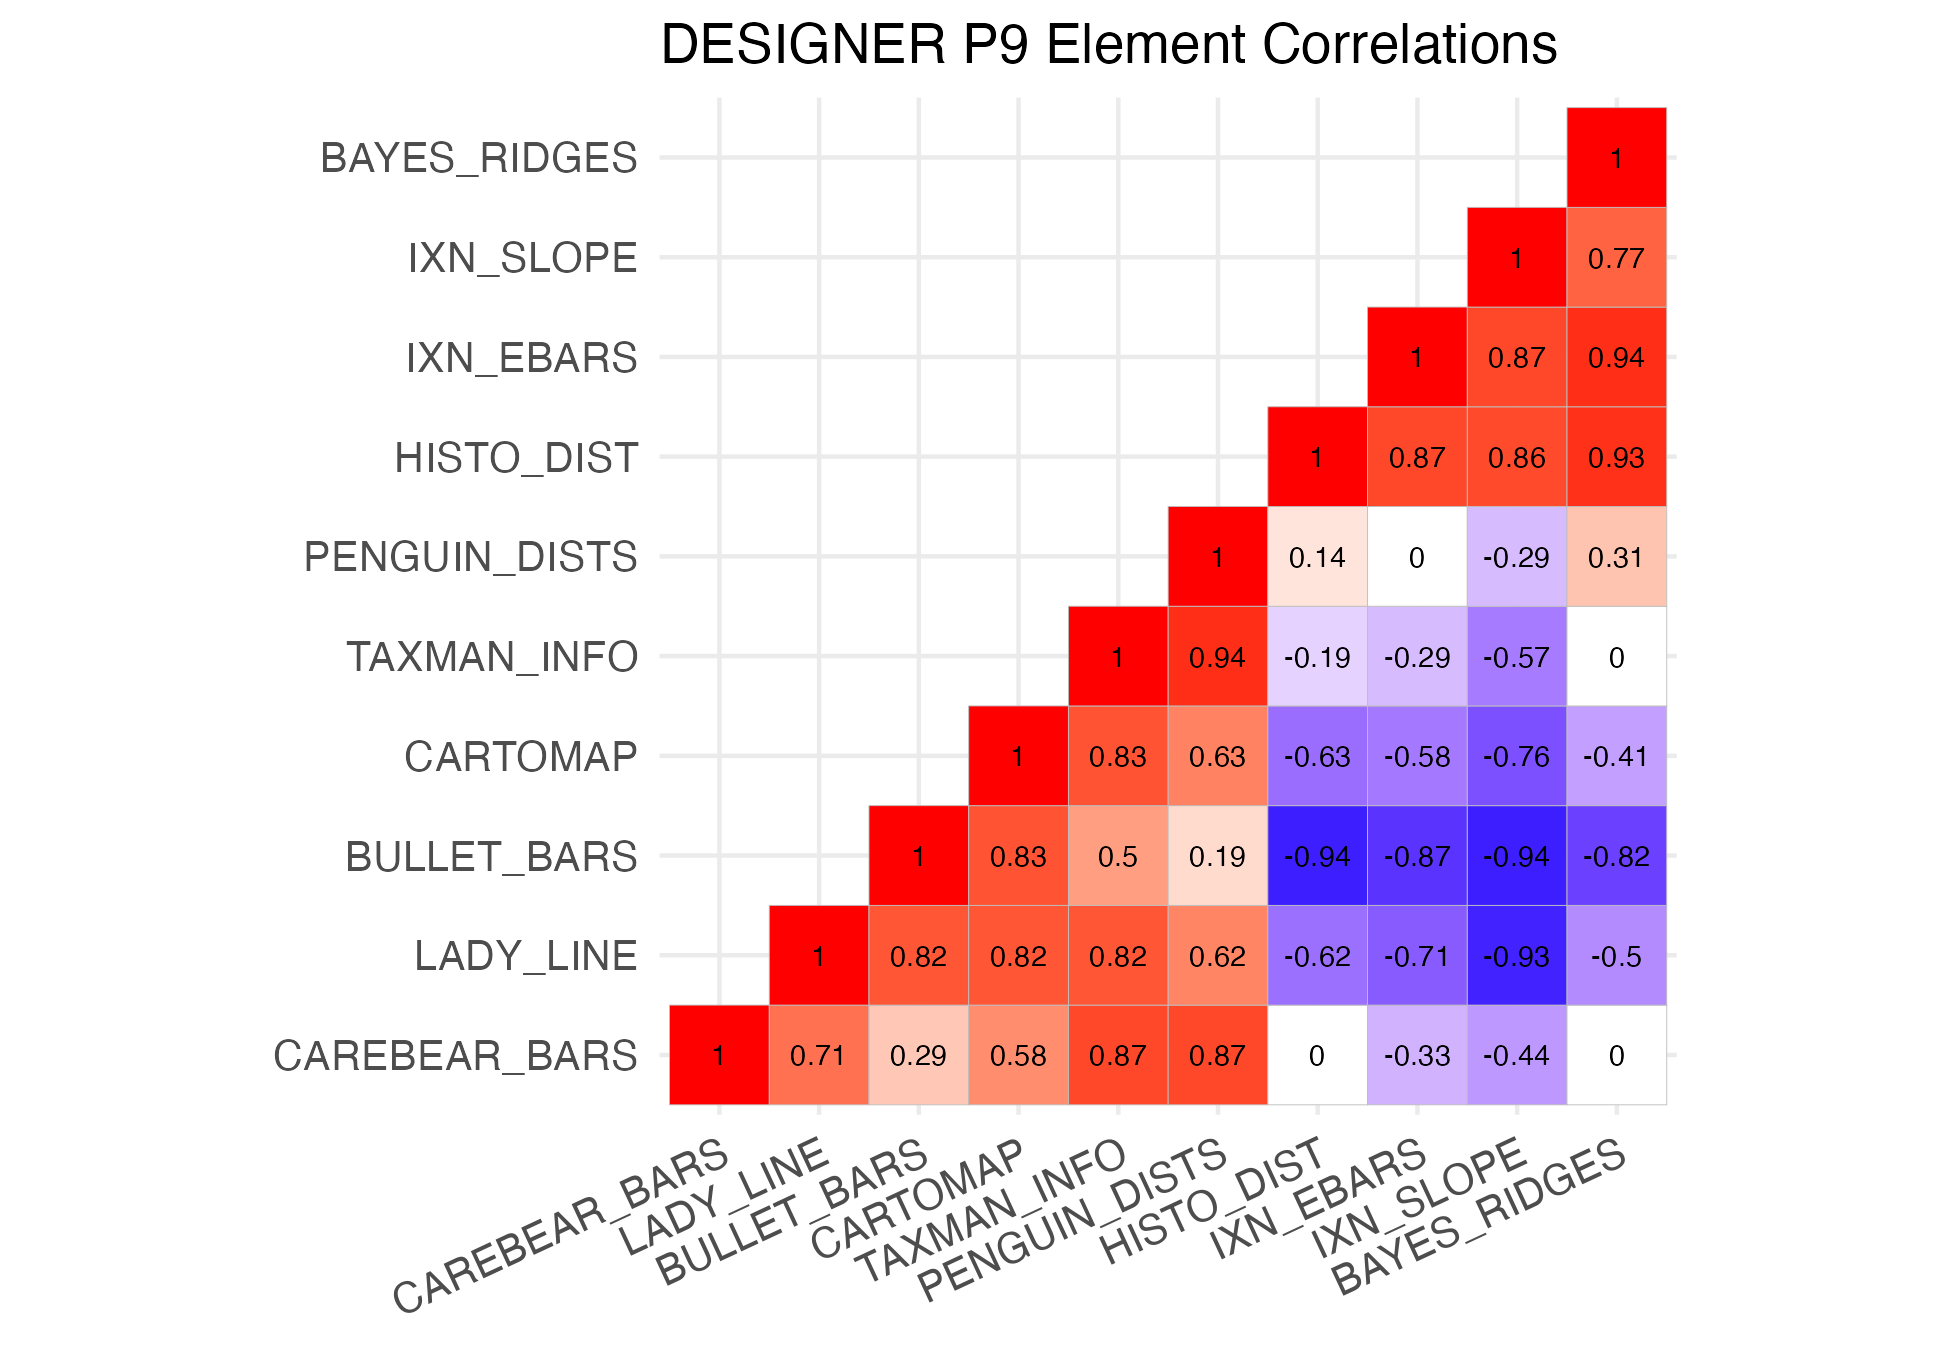 DESIGNER P9 Element Correlations
BAYES_RIDGES 1
IXN_SLOPE 1 0.77
IXN_EBARS 1 0.87 0.94
HISTO_DIST 1 0.87 0.86 0.93
PENGUIN_DISTS 1 0.14 0 -0.29 0.31
TAXMAN_INFO 1 0.94 -0.19 -0.29 -0.57 0
CARTOMAP 1 0.83 0.63 -0.63 -0.58 -0.76 -0.41
BULLET_BARS 1 0.83 0.5 0.19 -0.94 -0.87 -0.94 -0.82
LADY_LINE 1 0.82 0.82 0.82 0.62 -0.62 -0.71 -0.93 -0.5
CAREBEAR_BARS 1 0.71 0.29 0.58 0.87 0.87 0 -0.33 -0.44 0
CAREBEAR_BARS
LADY_LINE
BULLET_BARS
CARTOMAP
TAXMAN_INFO
PENGUIN_DISTS
HISTO_DIST
IXN_EBARS
IXN_SLOPE
BAYES_RIDGES